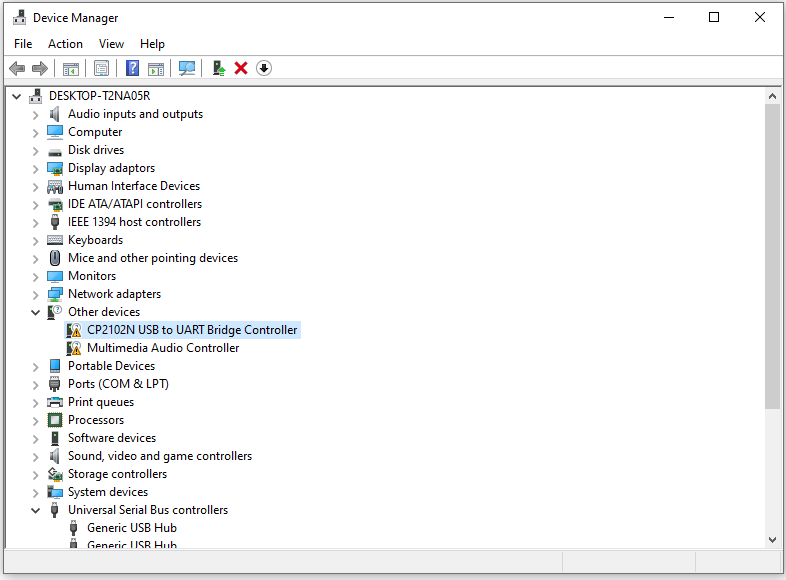 Device Manager
File Action View Help
DESKTOP-T2NA05R
Audio inputs and outputs
Computer
Disk drives
Display adaptors
Human Interface Devices
IDE ATA/ATAPI controllers
IEEE 1394 host controllers
Keyboards
Mice and other pointing devices
Monitors
Network adapters
Other devices
CP2102N USB to UART Bridge Controller
Multimedia Audio Controller
Portable Devices
Ports (COM & LPT)
Print queues
Processors
Software devices
Sound, video and game controllers
Storage controllers
System devices
Universal Serial Bus controllers
Generic USB Hub
Generic USB Hub